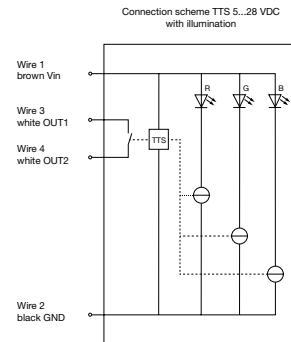 Connection scheme TTS 5...28 VDC
with illumination
Wire 1
brown Vin
R
G
B
Wire 3
white OUT1
TTS
Wire 4
white OUT2
Wire 2
black GND